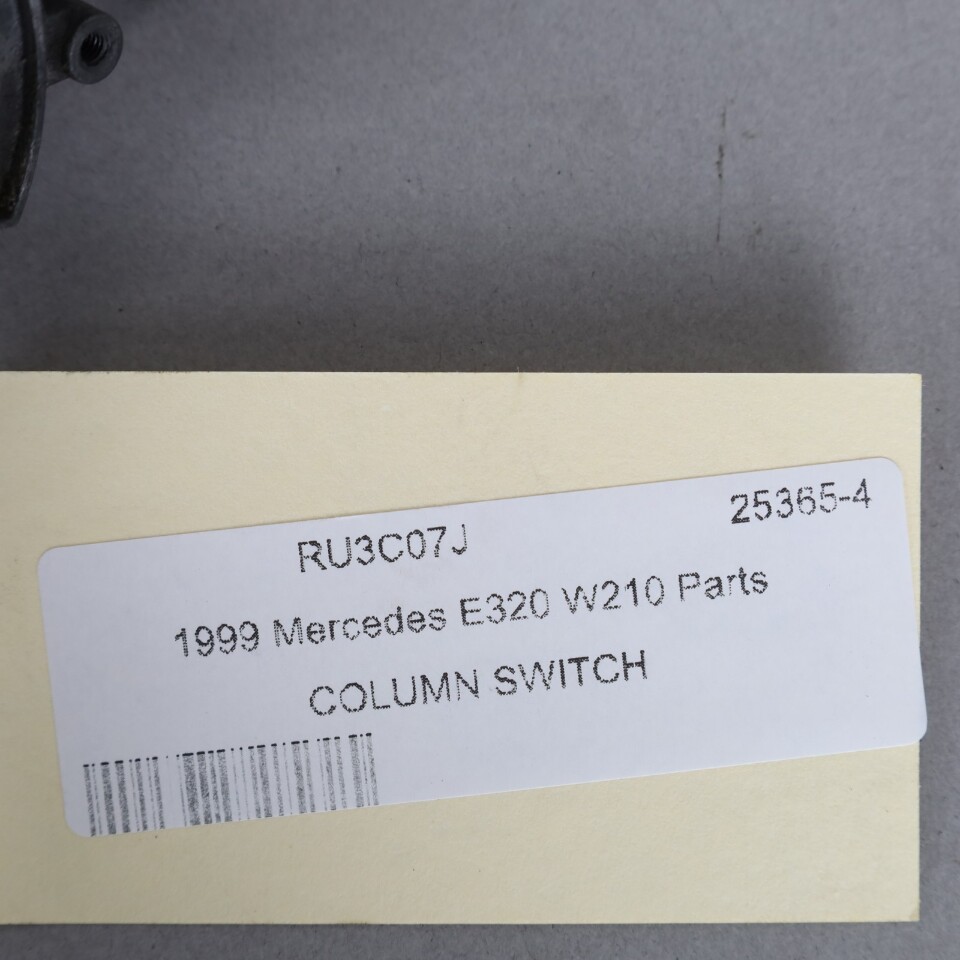 25365-4
RU3C07J
1999 Mercedes E320 W210 Parts
COLUMN SWITCH